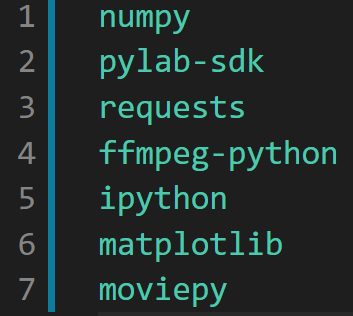 1 numpy
2 pylab-sdk
3 requests
4 ffmpeg-python
5 ipython
6 matplotlib
7 moviepy